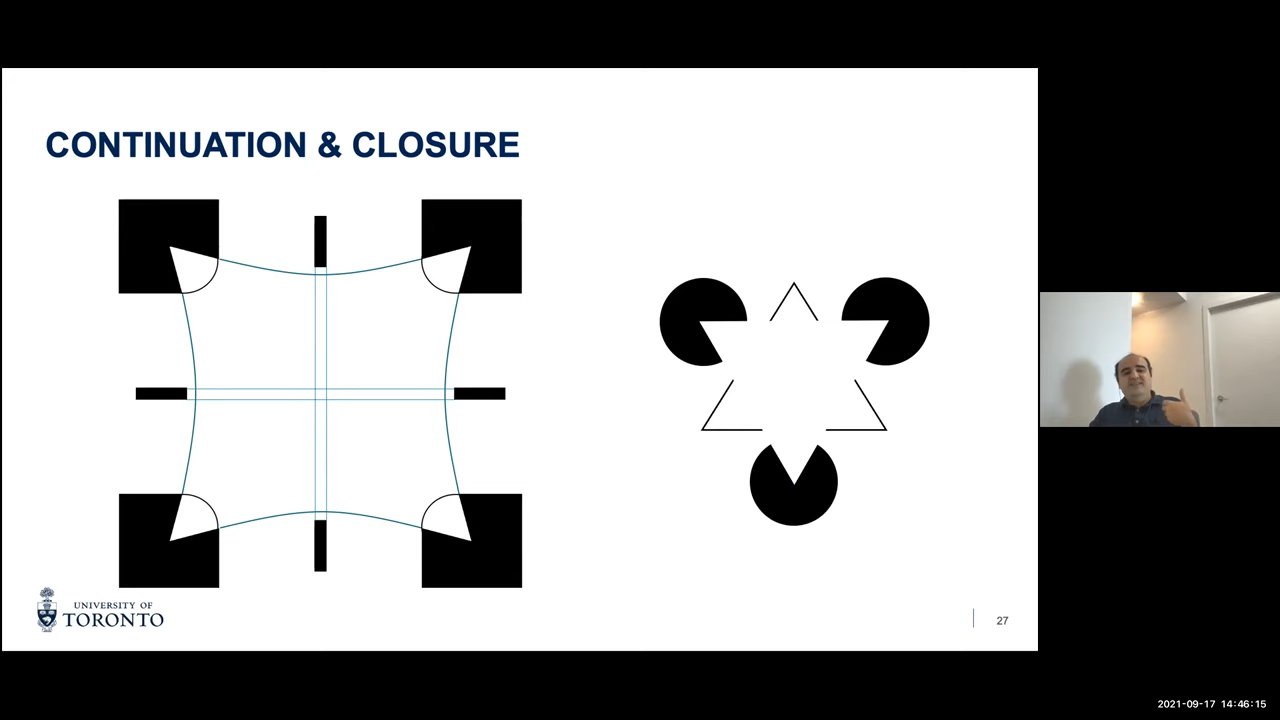 CONTINUATION & CLOSURE
UNIVERSITY OF
TORONTO
27
2021-09-17 14:46:15